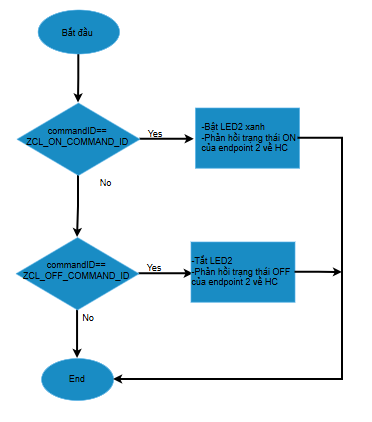 Bắt đầu
commandID==
ZCL_ON_COMMAND_ID
Yes
-Bật LED2 xanh
-Phản hồi trạng thái ON
của endpoint 2 về HC
No
commandID==
ZCL_OFF_COMMAND_ID
Yes
-Tắt LED2
-Phản hồi trạng thái OFF
của endpoint 2 về HC
No
End